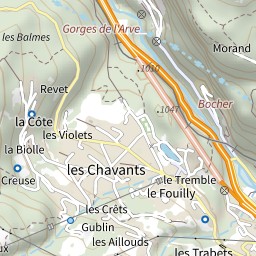 les Balmes
Gorges de l'Arve
Morand
1010
Revet
1047
Bocher
la Côte
les Violets
la Biolle
les Chavants
Creuse
le Tremble
le Fouilly
les Crêts
Gublin
les Aillouds
les Trabets